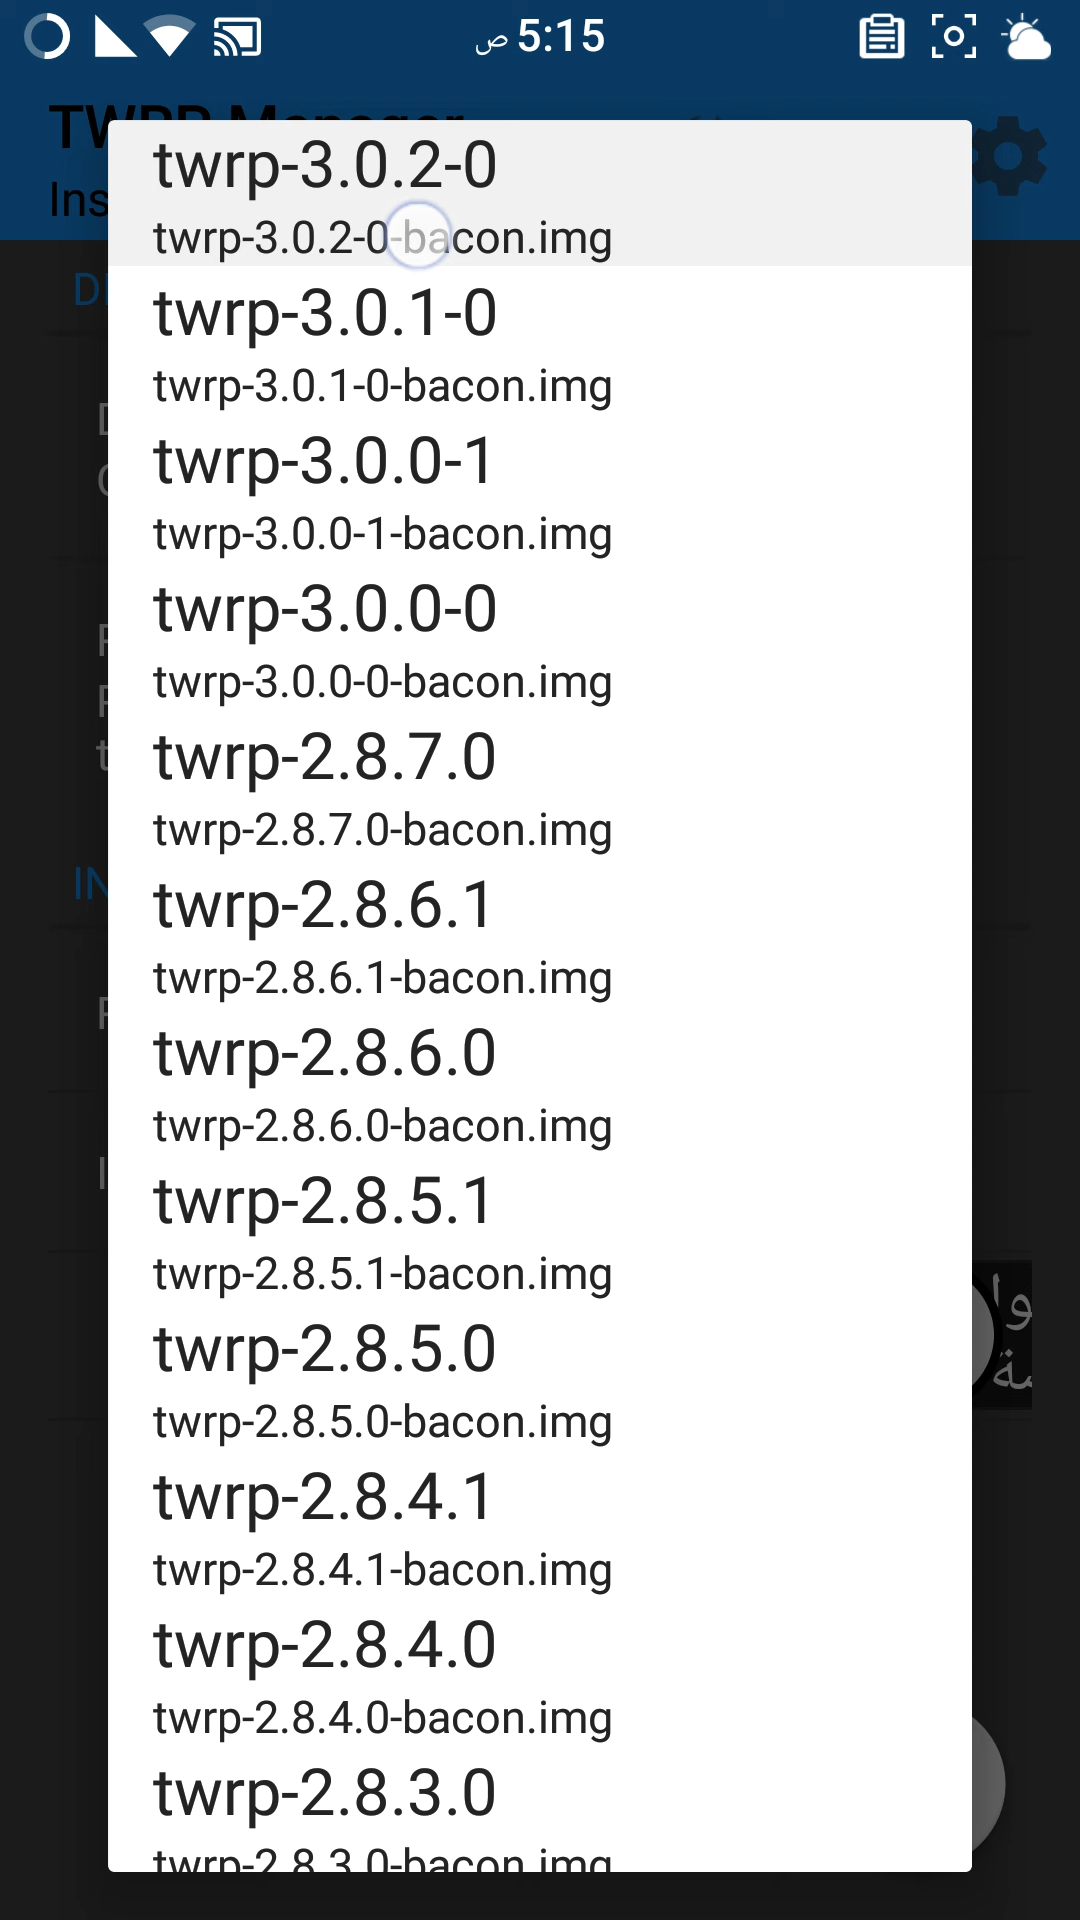 5:15 ص
twrp-3.0.2-0
twrp-3.0.2-0-bacon.img
twrp-3.0.1-0
twrp-3.0.1-0-bacon.img
twrp-3.0.0-1
twrp-3.0.0-1-bacon.img
twrp-3.0.0-0
twrp-3.0.0-0-bacon.img
twrp-2.8.7.0
twrp-2.8.7.0-bacon.img
twrp-2.8.6.1
twrp-2.8.6.1-bacon.img
twrp-2.8.6.0
twrp-2.8.6.0-bacon.img
twrp-2.8.5.1
twrp-2.8.5.1-bacon.img
twrp-2.8.5.0
twrp-2.8.5.0-bacon.img
twrp-2.8.4.1
twrp-2.8.4.1-bacon.img
twrp-2.8.4.0
twrp-2.8.4.0-bacon.img
twrp-2.8.3.0
twrp-2.8.3.0-bacon.img